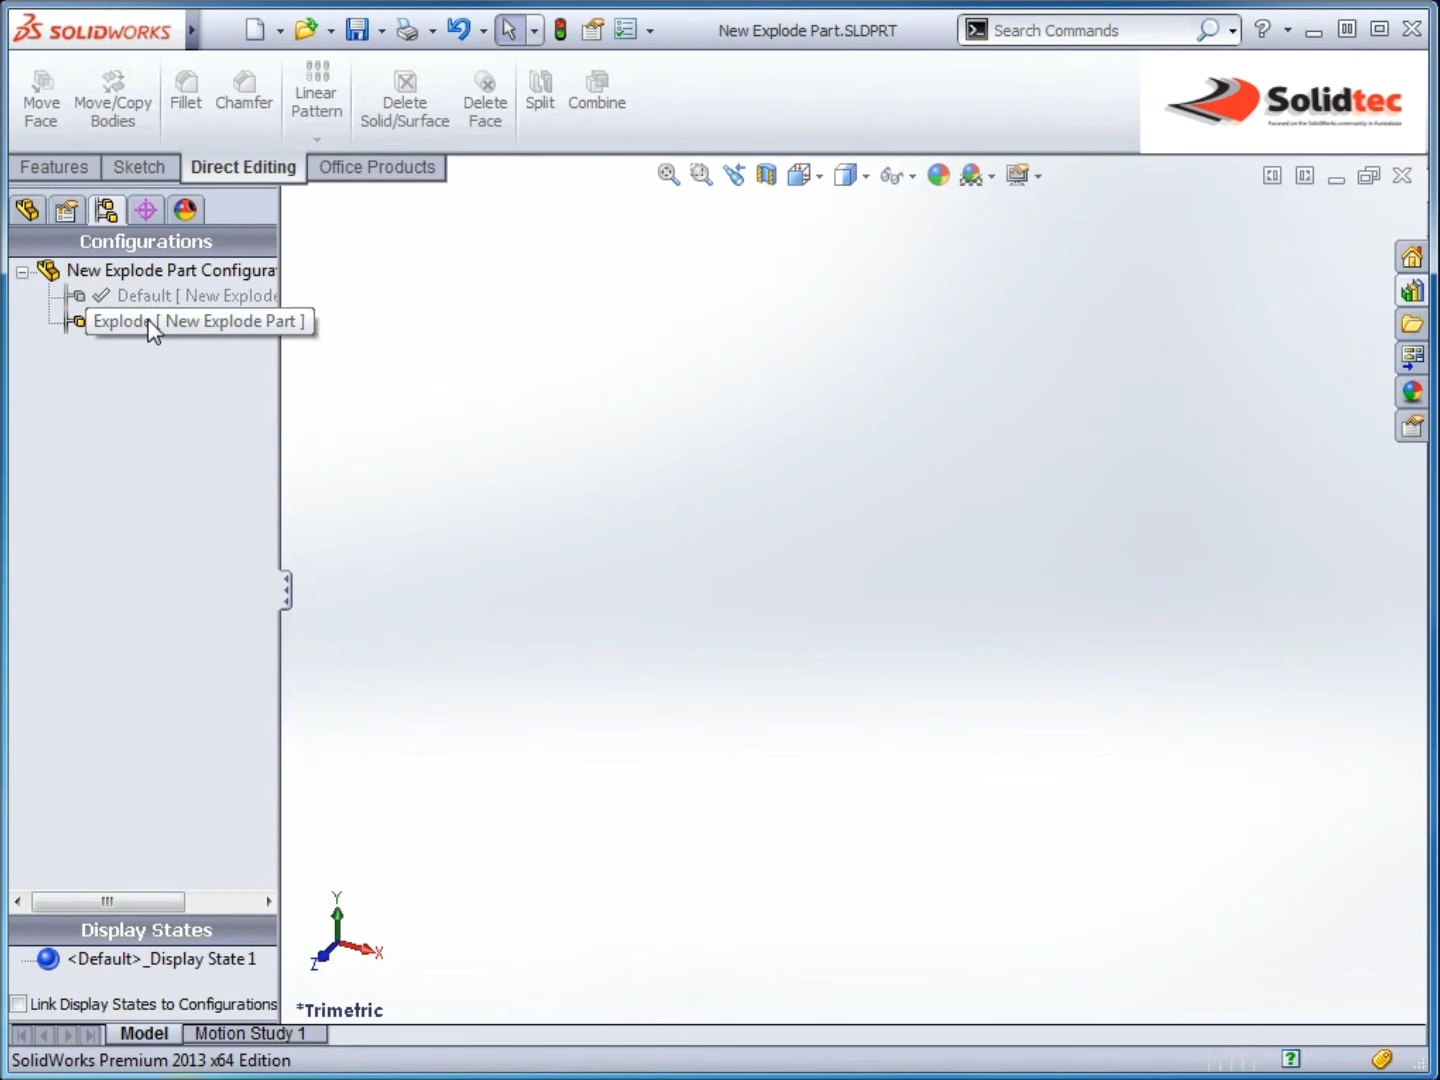 SOLIDWORKS
New Explode Part.SLDPRT
Search Commands
Move Face
Move/Copy Bodies
Fillet
Chamfer
Linear Pattern
Delete Solid/Surface
Delete Face
Split
Combine
Solidtec
Features
Sketch
Direct Editing
Office Products
Configurations
New Explode Part Configura
Default [ New Explode
Explode [ New Explode Part ]
Display States
<Default>_Display State 1
Link Display States to Configurations
Y
X
Z
*Trimetric
Model
Motion Study 1
SolidWorks Premium 2013 x64 Edition